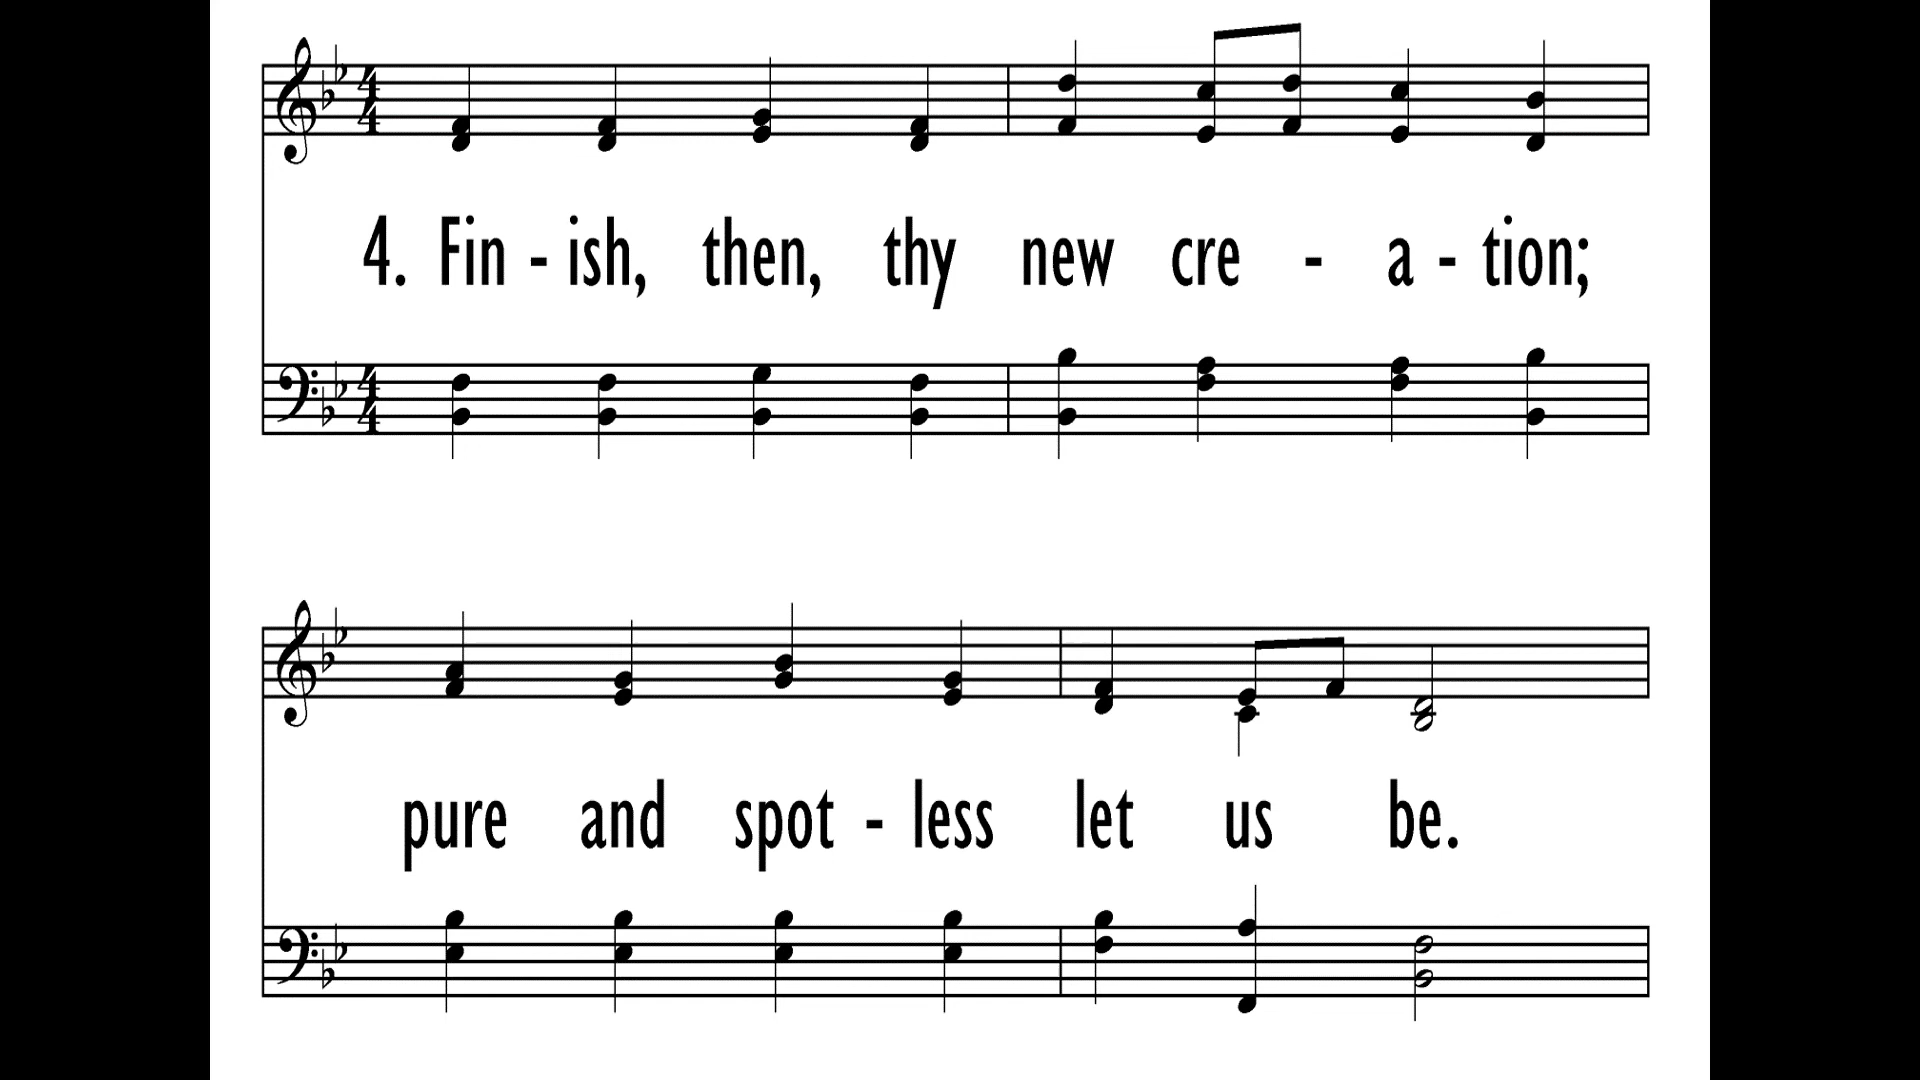 4. Fin - ish, then, thy new cre - a - tion;
pure and spot - less let us be.